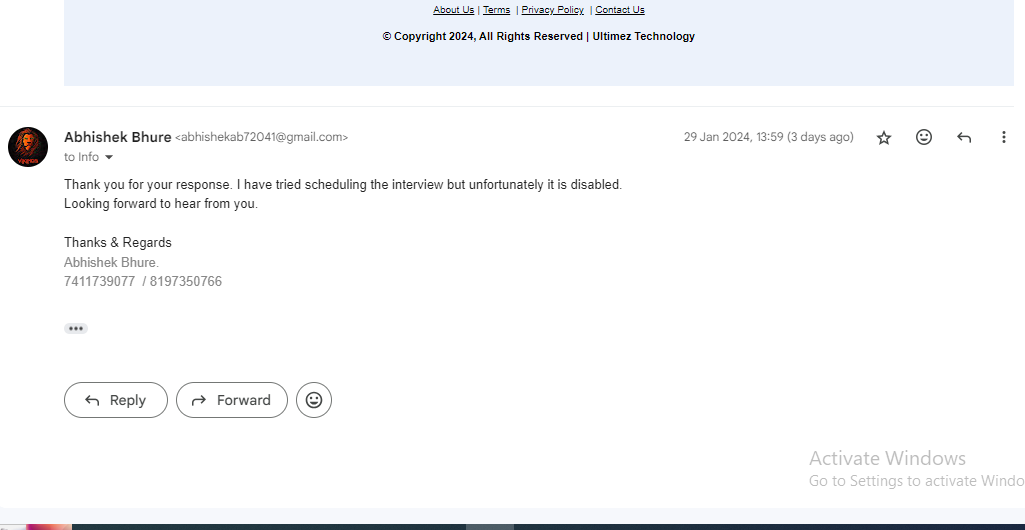 About Us | Terms | Privacy Policy | Contact Us
© Copyright 2024, All Rights Reserved | Ultimez Technology
Abhishek Bhure <abhishekab72041@gmail.com>
29 Jan 2024, 13:59 (3 days ago)
to Info
Thank you for your response. I have tried scheduling the interview but unfortunately it is disabled.
Looking forward to hear from you.
Thanks & Regards
Abhishek Bhure.
7411739077 / 8197350766
Reply
Forward
Activate Windows
Go to Settings to activate Windo